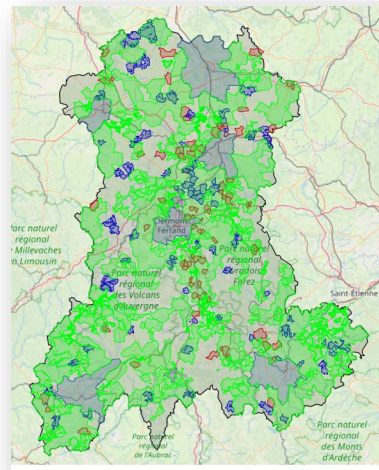 Parc naturel
régional
Millevaches
en Limousin
Clermont-
Ferrand
Parc naturel
régional
Livradois-
Forez
Parc naturel
régional
des Volcans
d'Auvergne
Saint-Étienne
Parc naturel
régional
de l'Aubrac
Parc naturel
régional
des Monts
d'Ardèche